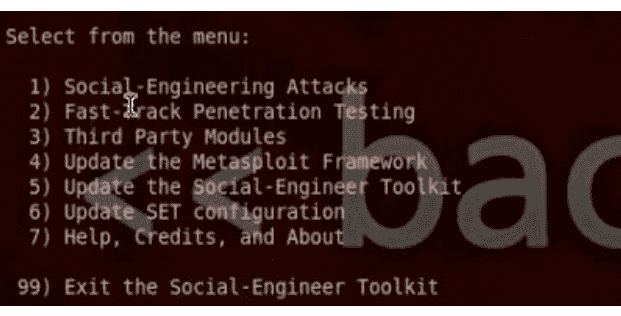 Select from the menu:
1) Social-Engineering Attacks
2) Fast-Track Penetration Testing
3) Third Party Modules
4) Update the Metasploit Framework
5) Update the Social-Engineer Toolkit
6) Update SET configuration
7) Help, Credits, and About
99) Exit the Social-Engineer Toolkit
<< bac